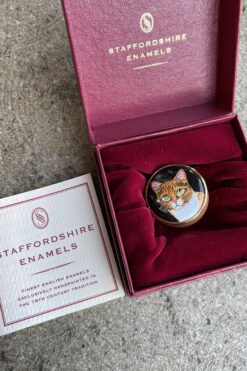 STAFFORDSHIRE
ENAMELS
STAFFORDSHIRE
ENAMELS
FINEST ENGLISH ENAMELS
EXCLUSIVELY HANDPAINTED IN
THE 18TH CENTURY TRADITION